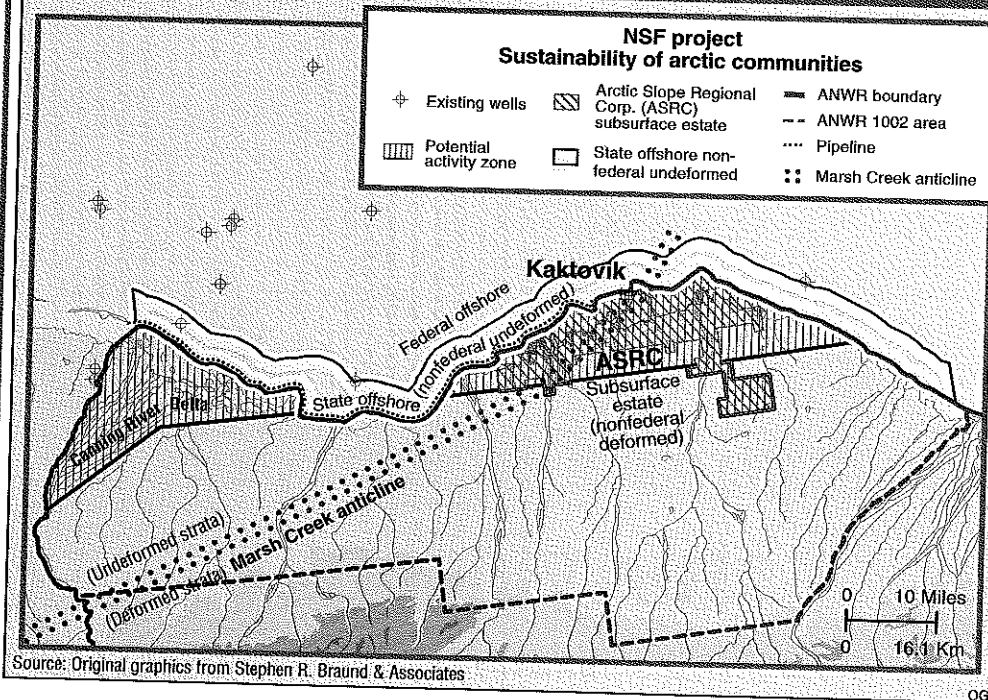 NSF project
Sustainability of arctic communities
Existing wells
Potential
activity zone
Arctic Slope Regional
Corp. (ASRC)
subsurface estate
State offshore non-
federal undeformed
ANWR boundary
ANWR 1002 area
Pipeline
Marsh Creek anticline
Kaktovik
Federal offshore
(nonfederal undeformed)
State offshore
ASRC
Subsurface
estate
(nonfederal
deformed)
Canning River Delta
(Undeformed strata)
Marsh Creek anticline
(Deformed strata)
0 10 Miles
0 16.1 Km
Source: Original graphics from Stephen R. Braund & Associates
OG